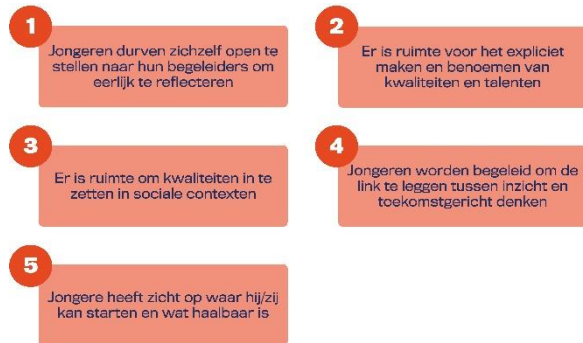 1
Jongeren durven zichzelf open te
stellen naar hun begeleiders om
eerlijk te reflecteren
2
Er is ruimte voor het expliciet
maken en benoemen van
kwaliteiten en talenten
3
Er is ruimte om kwaliteiten in te
zetten in sociale contexten
4
Jongeren worden begeleid om de
link te leggen tussen inzicht en
toekomstgericht denken
5
Jongere heeft zicht op waar hij/zij
kan starten en wat haalbaar is